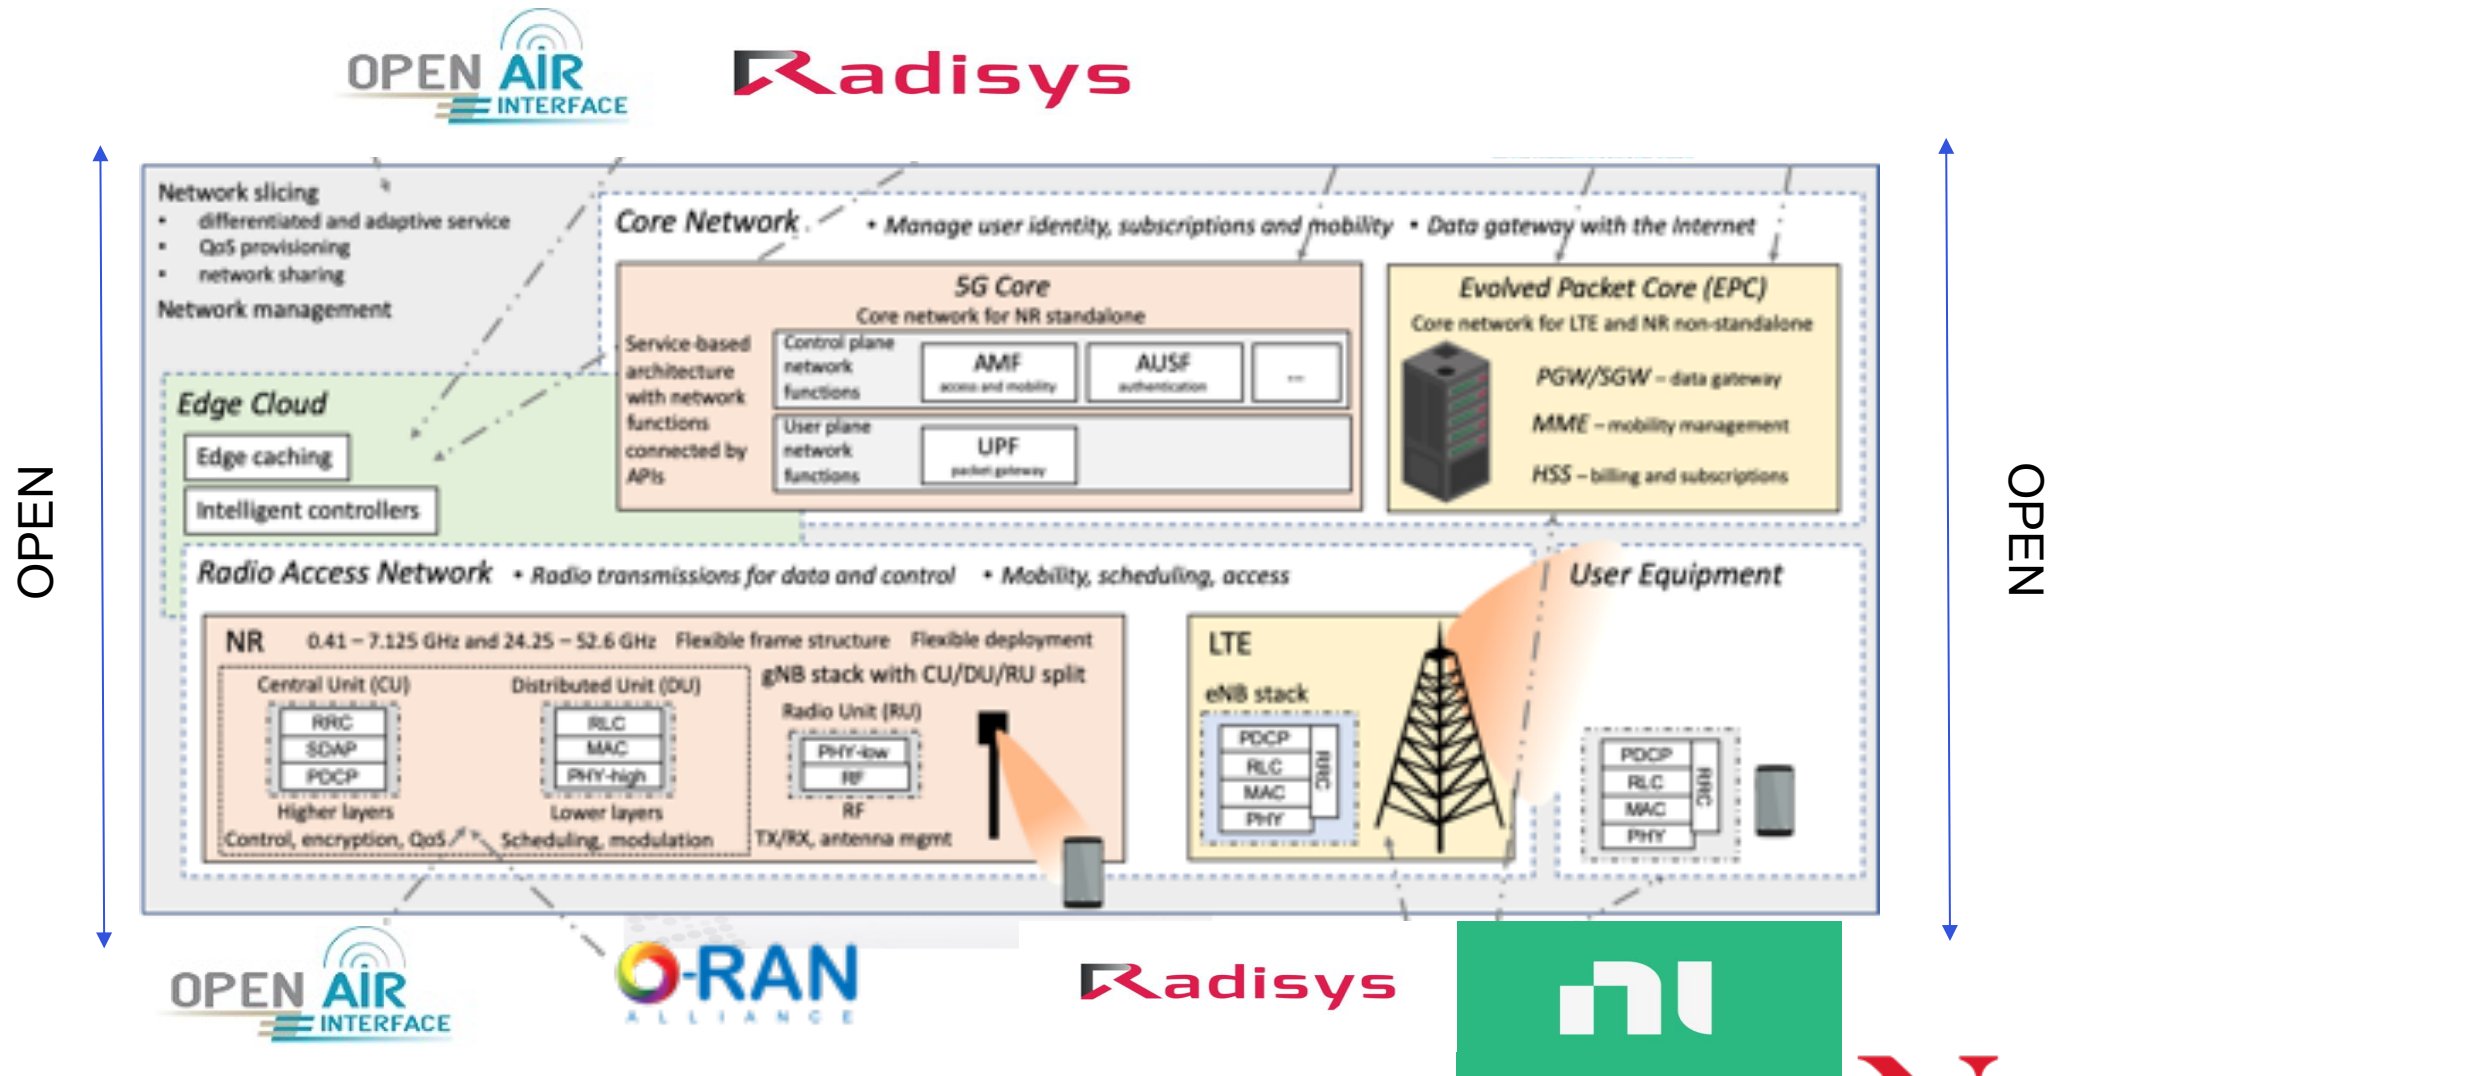 OPEN AIR
INTERFACE
Radisys
OPEN
OPEN
Network slicing
• differentiated and adaptive service
• QoS provisioning
• network sharing
Network management
Core Network
• Manage user identity, subscriptions and mobility • Data gateway with the Internet
5G Core
Core network for NR standalone
Service-based
architecture
with network
functions
connected by
APIs
Control plane
network
functions
AMF
access and mobility
AUSF
authentication
...
User plane
network
functions
UPF
packet gateway
Evolved Packet Core (EPC)
Core network for LTE and NR non-standalone
PGW/SGW – data gateway
MME – mobility management
HSS – billing and subscriptions
Edge Cloud
Edge caching
Intelligent controllers
Radio Access Network • Radio transmissions for data and control • Mobility, scheduling, access
NR 0.41 – 7.125 GHz and 24.25 – 52.6 GHz Flexible frame structure Flexible deployment
gNB stack with CU/DU/RU split
Central Unit (CU)
RRC
SDAP
PDCP
Higher layers
Control, encryption, QoS
Distributed Unit (DU)
RLC
MAC
PHY-high
Lower layers
Scheduling, modulation
Radio Unit (RU)
PHY-low
RF
RF
TX/RX, antenna mgmt
LTE
eNB stack
PDCP
RLC
MAC
PHY
RRC
User Equipment
PDCP
RLC
MAC
PHY
RRC
OPEN AIR
INTERFACE
O-RAN
ALLIANCE
Radisys
ni